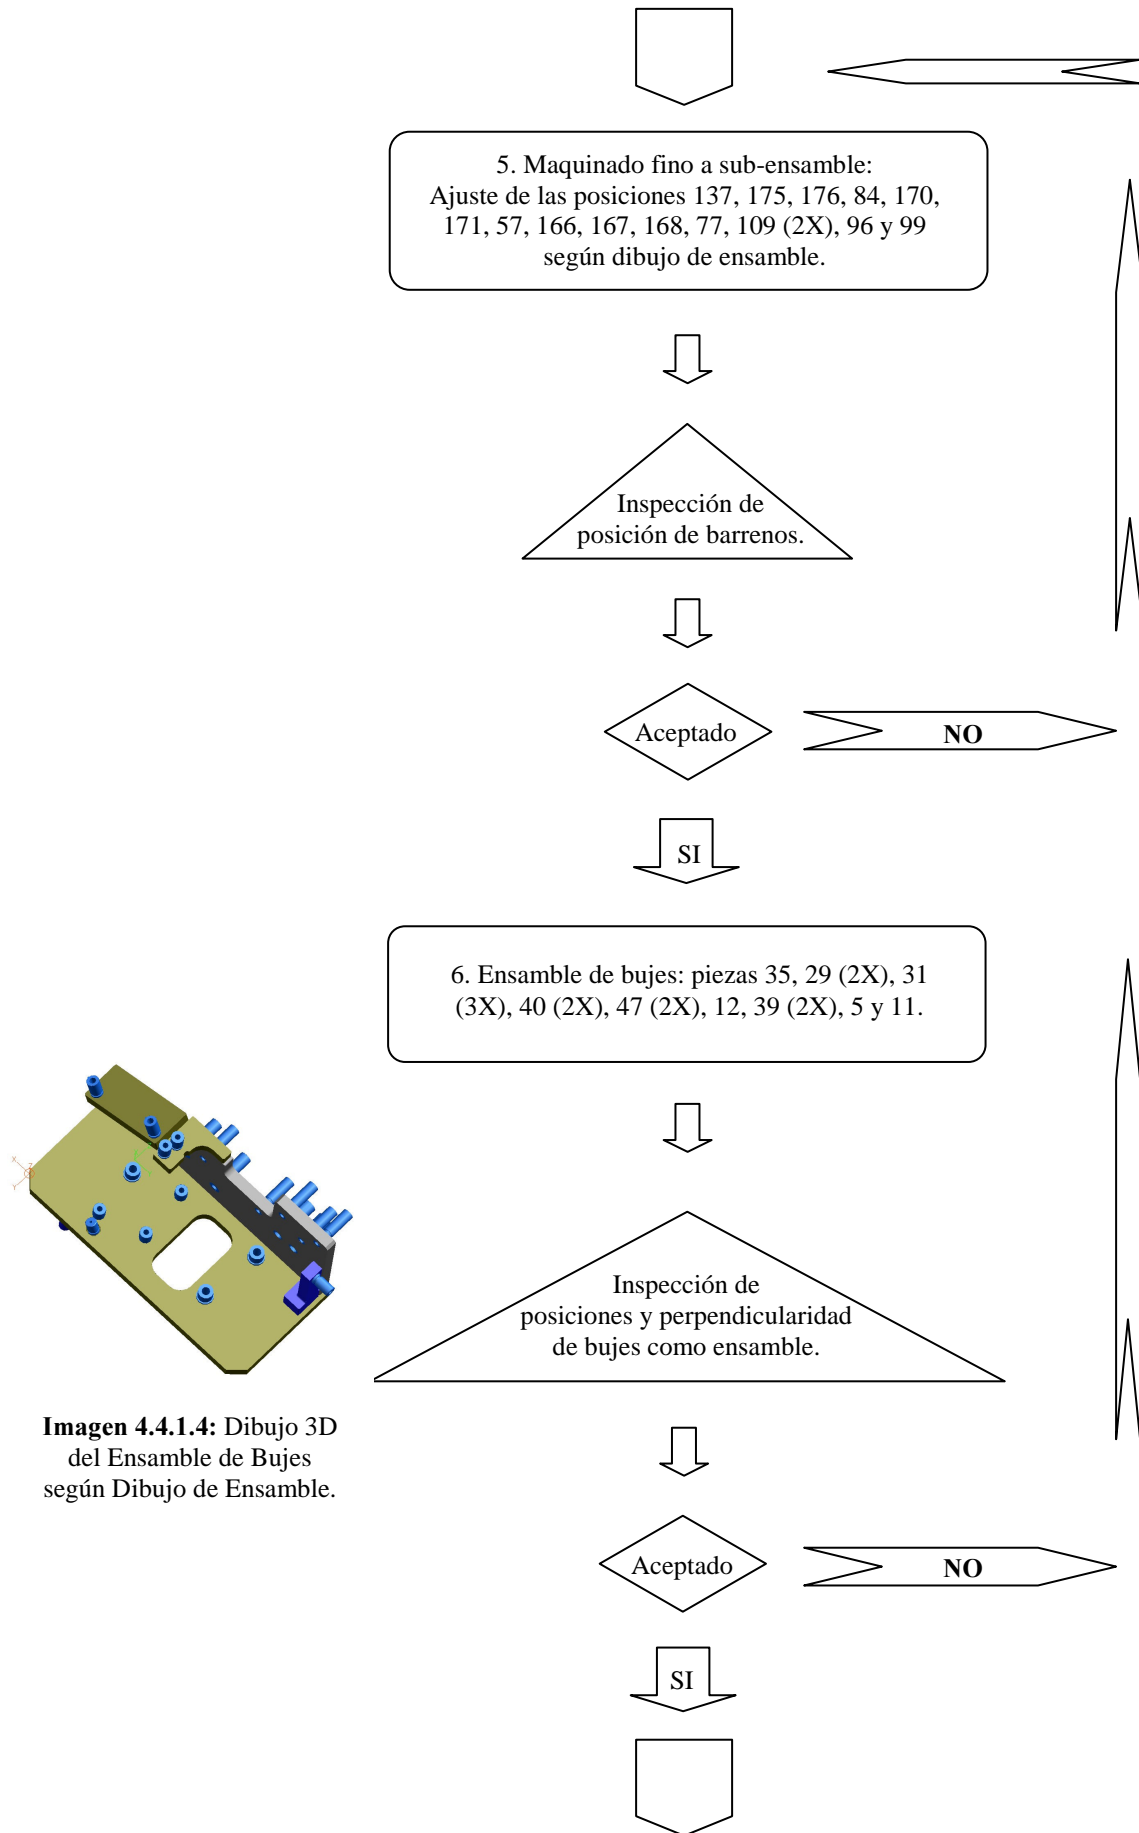 5. Maquinado fino a sub-ensamble:
Ajuste de las posiciones 137, 175, 176, 84, 170,
171, 57, 166, 167, 168, 77, 109 (2X), 96 y 99
según dibujo de ensamble.
Inspección de
posición de barrenos.
Aceptado
NO
SI
6. Ensamble de bujes: piezas 35, 29 (2X), 31
(3X), 40 (2X), 47 (2X), 12, 39 (2X), 5 y 11.
Inspección de
posiciones y perpendicularidad
de bujes como ensamble.
Imagen 4.4.1.4: Dibujo 3D
del Ensamble de Bujes
según Dibujo de Ensamble.
Aceptado
NO
SI